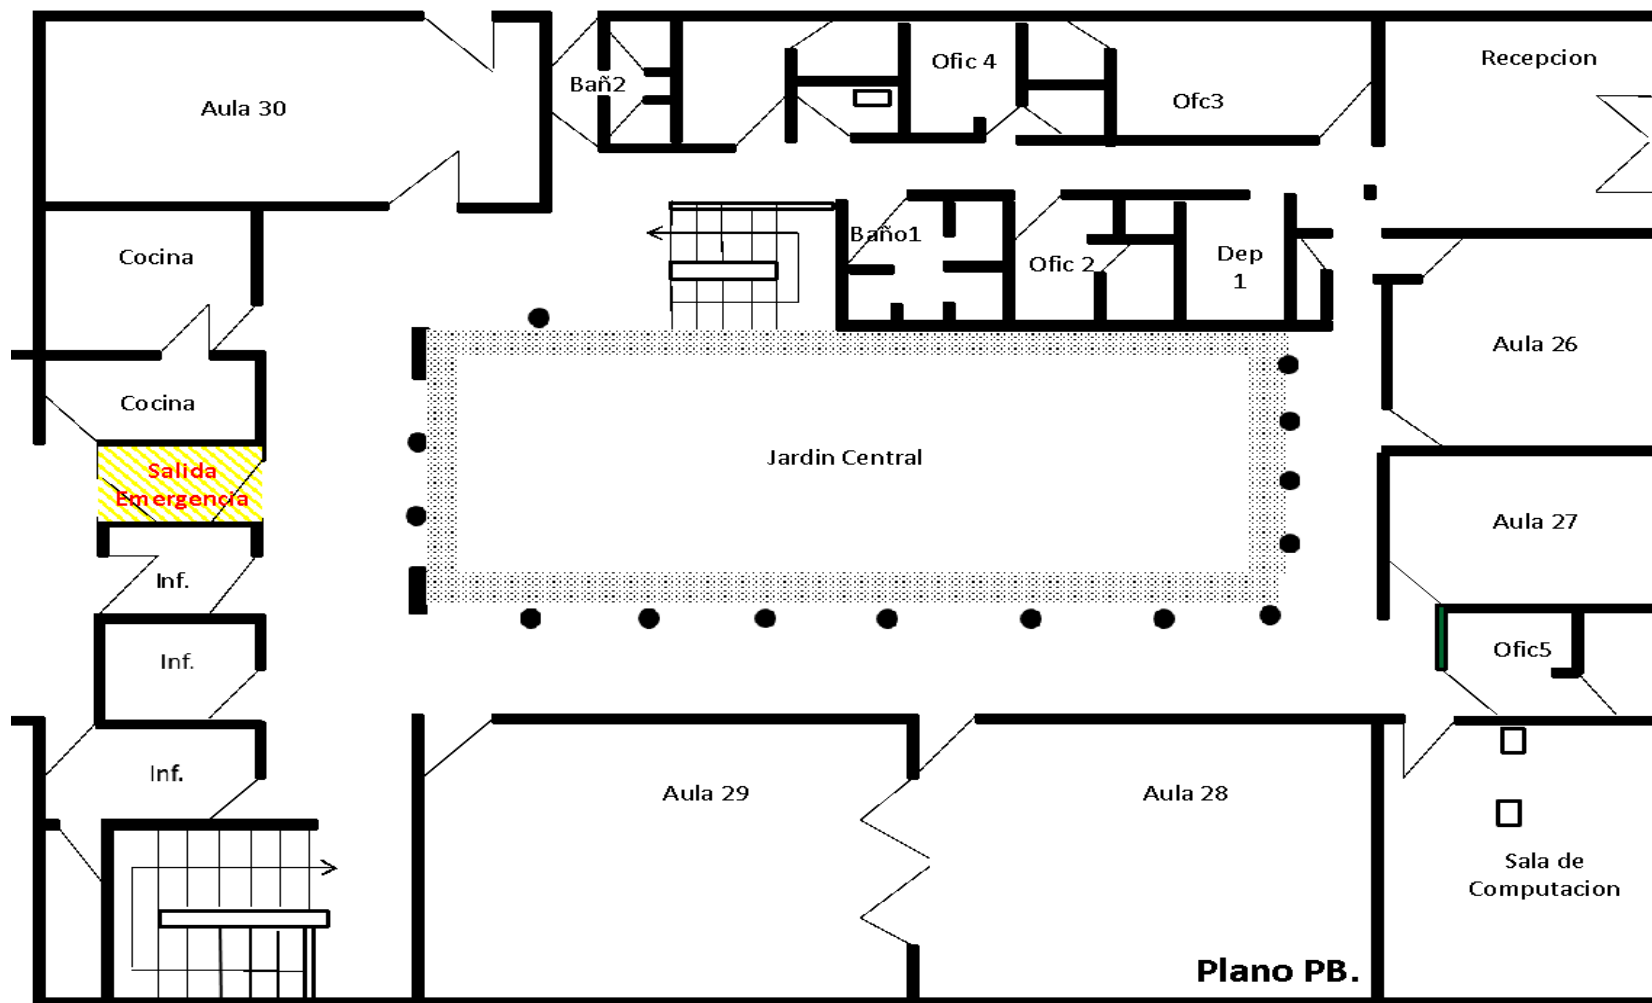 Recepcion
Ofic 4
Bañ2
Ofc3
Aula 30
Baño1
Cocina
Ofic 2
Dep
1
Aula 26
Cocina
Jardin Central
Salida
Emergencia
Aula 27
Inf.
Ofic5
Inf.
Inf.
Aula 29
Aula 28
Sala de
Computacion
Plano PB.